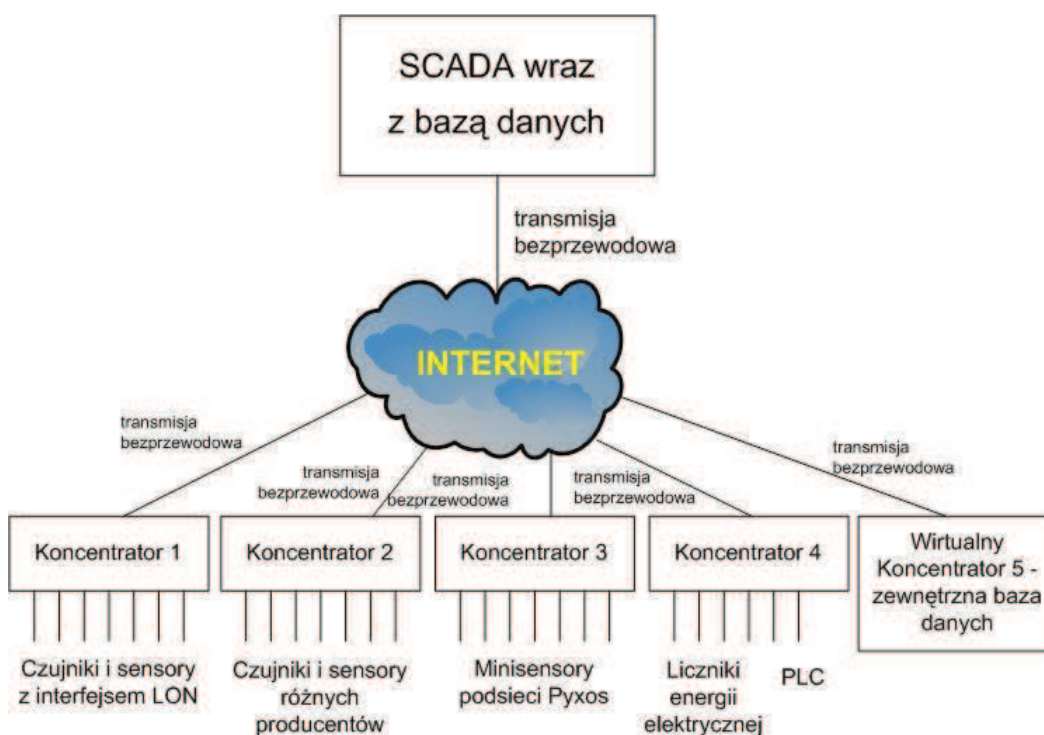 SCADA wraz
z bazą danych
transmisja
bezprzewodowa
INTERNET
transmisja
bezprzewodowa
transmisja
bezprzewodowa
transmisja
bezprzewodowa
transmisja
bezprzewodowa
transmisja
bezprzewodowa
Koncentrator 1
Koncentrator 2
Koncentrator 3
Koncentrator 4
Wirtualny
Koncentrator 5 -
zewnętrzna baza
danych
Czujniki i sensory
z interfejsem LON
Czujniki i sensory
różnych
producentów
Minisensory
podsieci Pyxos
Liczniki
energii
elektrycznej
PLC